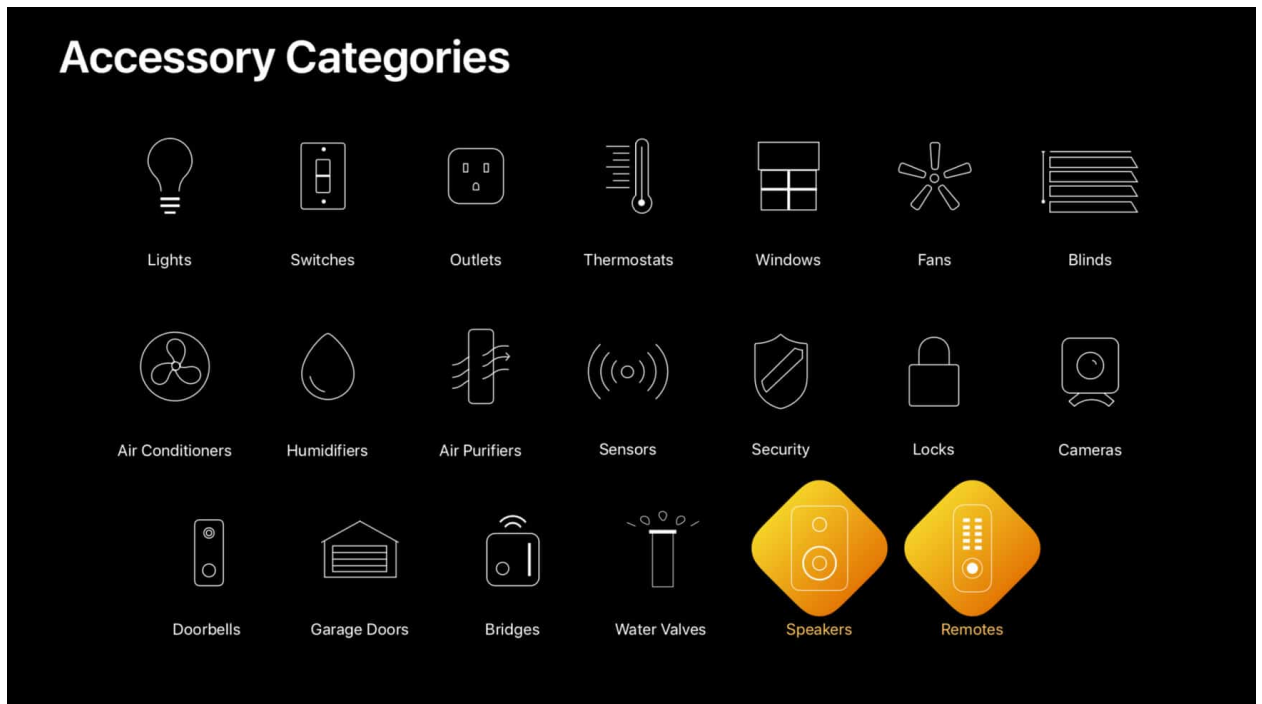 Accessory Categories
Lights
Switches
Outlets
Thermostats
Windows
Fans
Blinds
Air Conditioners
Humidifiers
Air Purifiers
Sensors
Security
Locks
Cameras
Doorbells
Garage Doors
Bridges
Water Valves
Speakers
Remotes